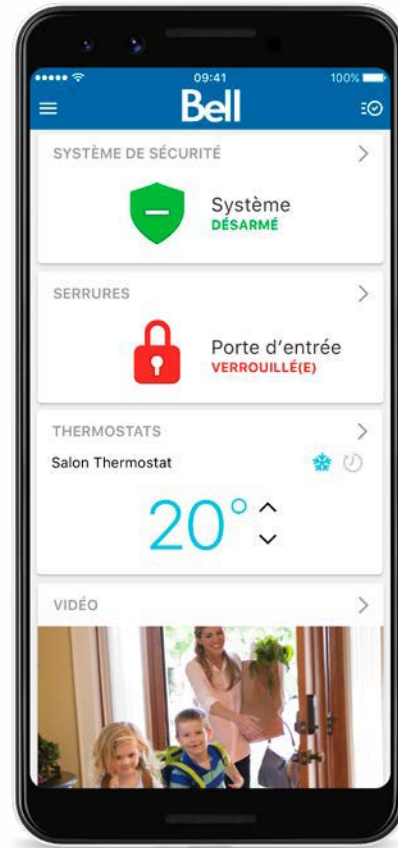 09:41
100%
Bell
SYSTÈME DE SÉCURITÉ
Système
DÉSARMÉ
SERRURES
Porte d'entrée
VERROUILLÉ(E)
THERMOSTATS
Salon Thermostat
20°
VIDÉO